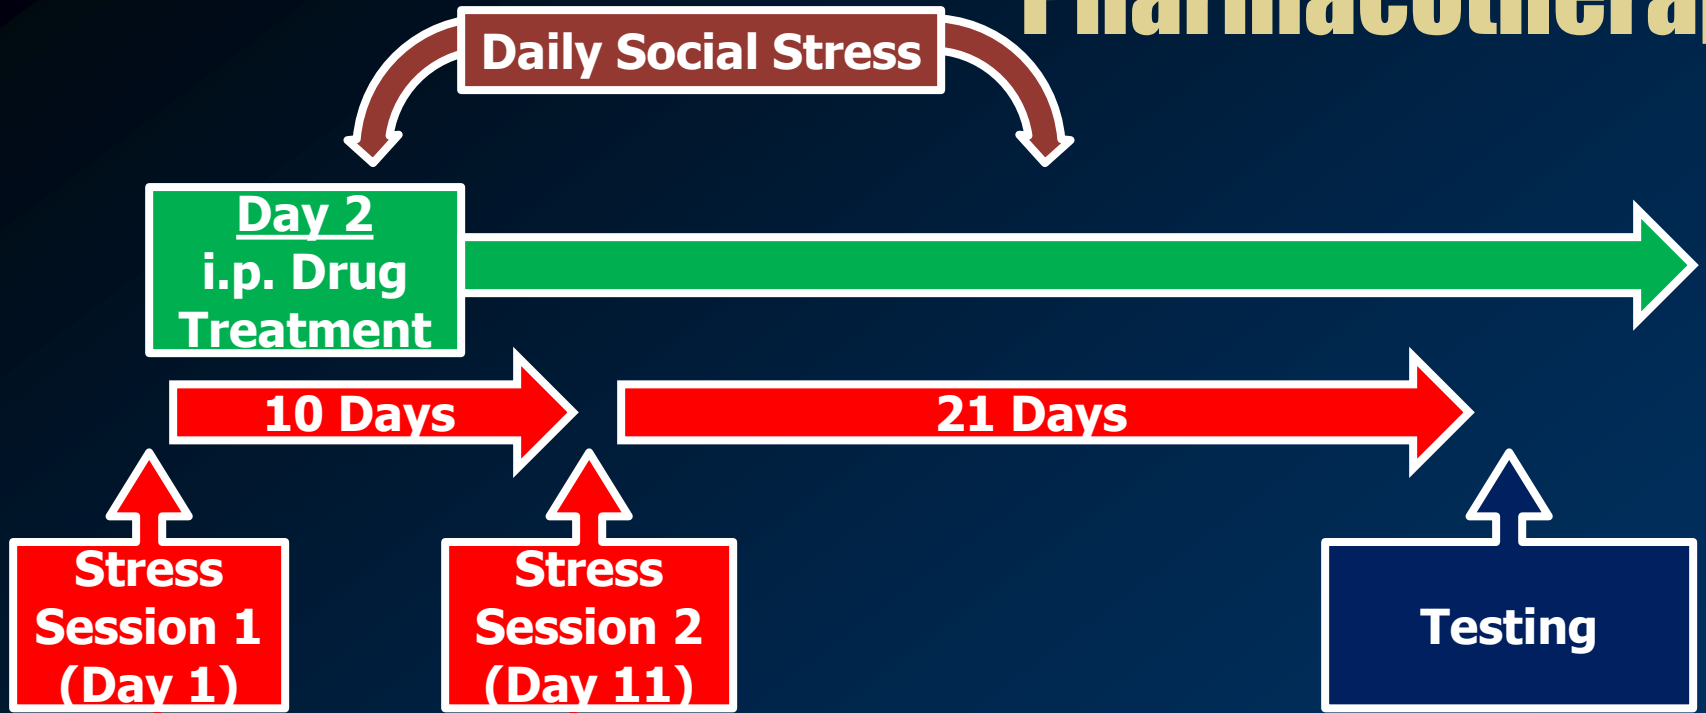 Daily Social Stress
Day 2
i.p. Drug
Treatment
10 Days
21 Days
Stress
Session 1
(Day 1)
Stress
Session 2
(Day 11)
Testing